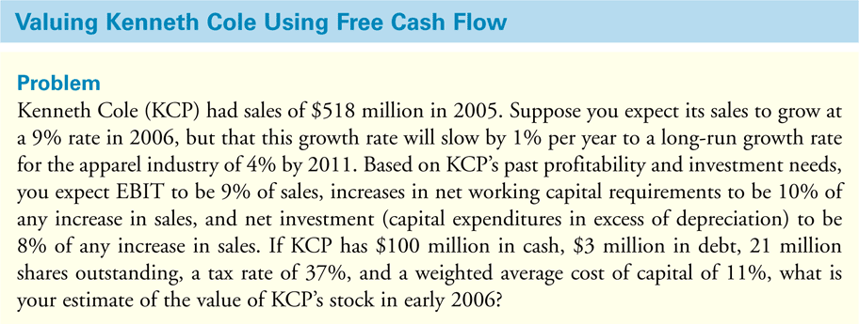 Valuing Kenneth Cole Using Free Cash Flow
Problem
Kenneth Cole (KCP) had sales of $518 million in 2005. Suppose you expect its sales to grow at
a 9% rate in 2006, but that this growth rate will slow by 1% per year to a long-run growth rate
for the apparel industry of 4% by 2011. Based on KCP’s past profitability and investment needs,
you expect EBIT to be 9% of sales, increases in net working capital requirements to be 10% of
any increase in sales, and net investment (capital expenditures in excess of depreciation) to be
8% of any increase in sales. If KCP has $100 million in cash, $3 million in debt, 21 million
shares outstanding, a tax rate of 37%, and a weighted average cost of capital of 11%, what is
your estimate of the value of KCP’s stock in early 2006?